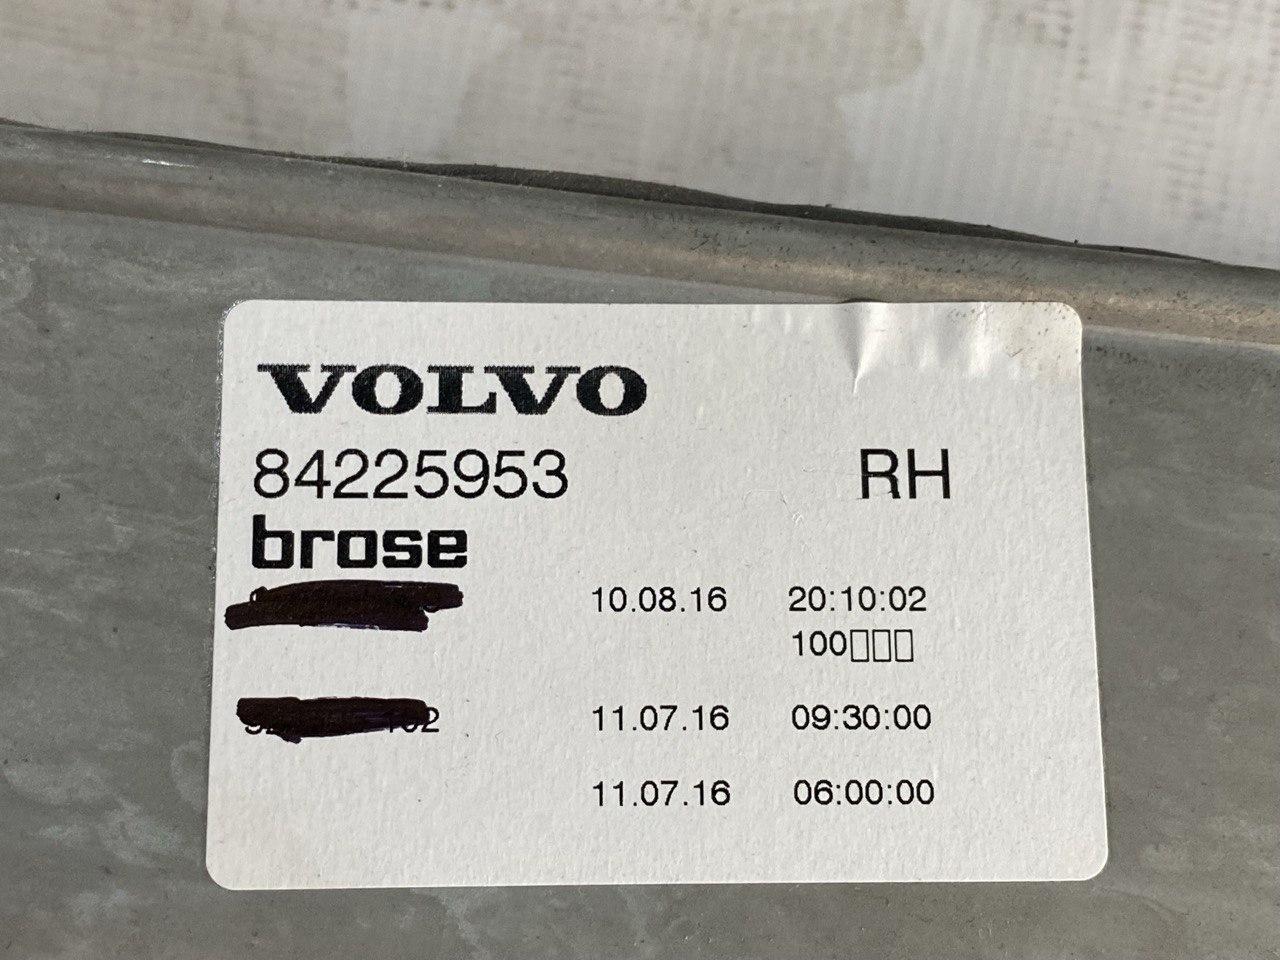 VOLVO
84225953 RH
brose
10.08.16 20:10:02
100□□□
11.07.16 09:30:00
11.07.16 06:00:00